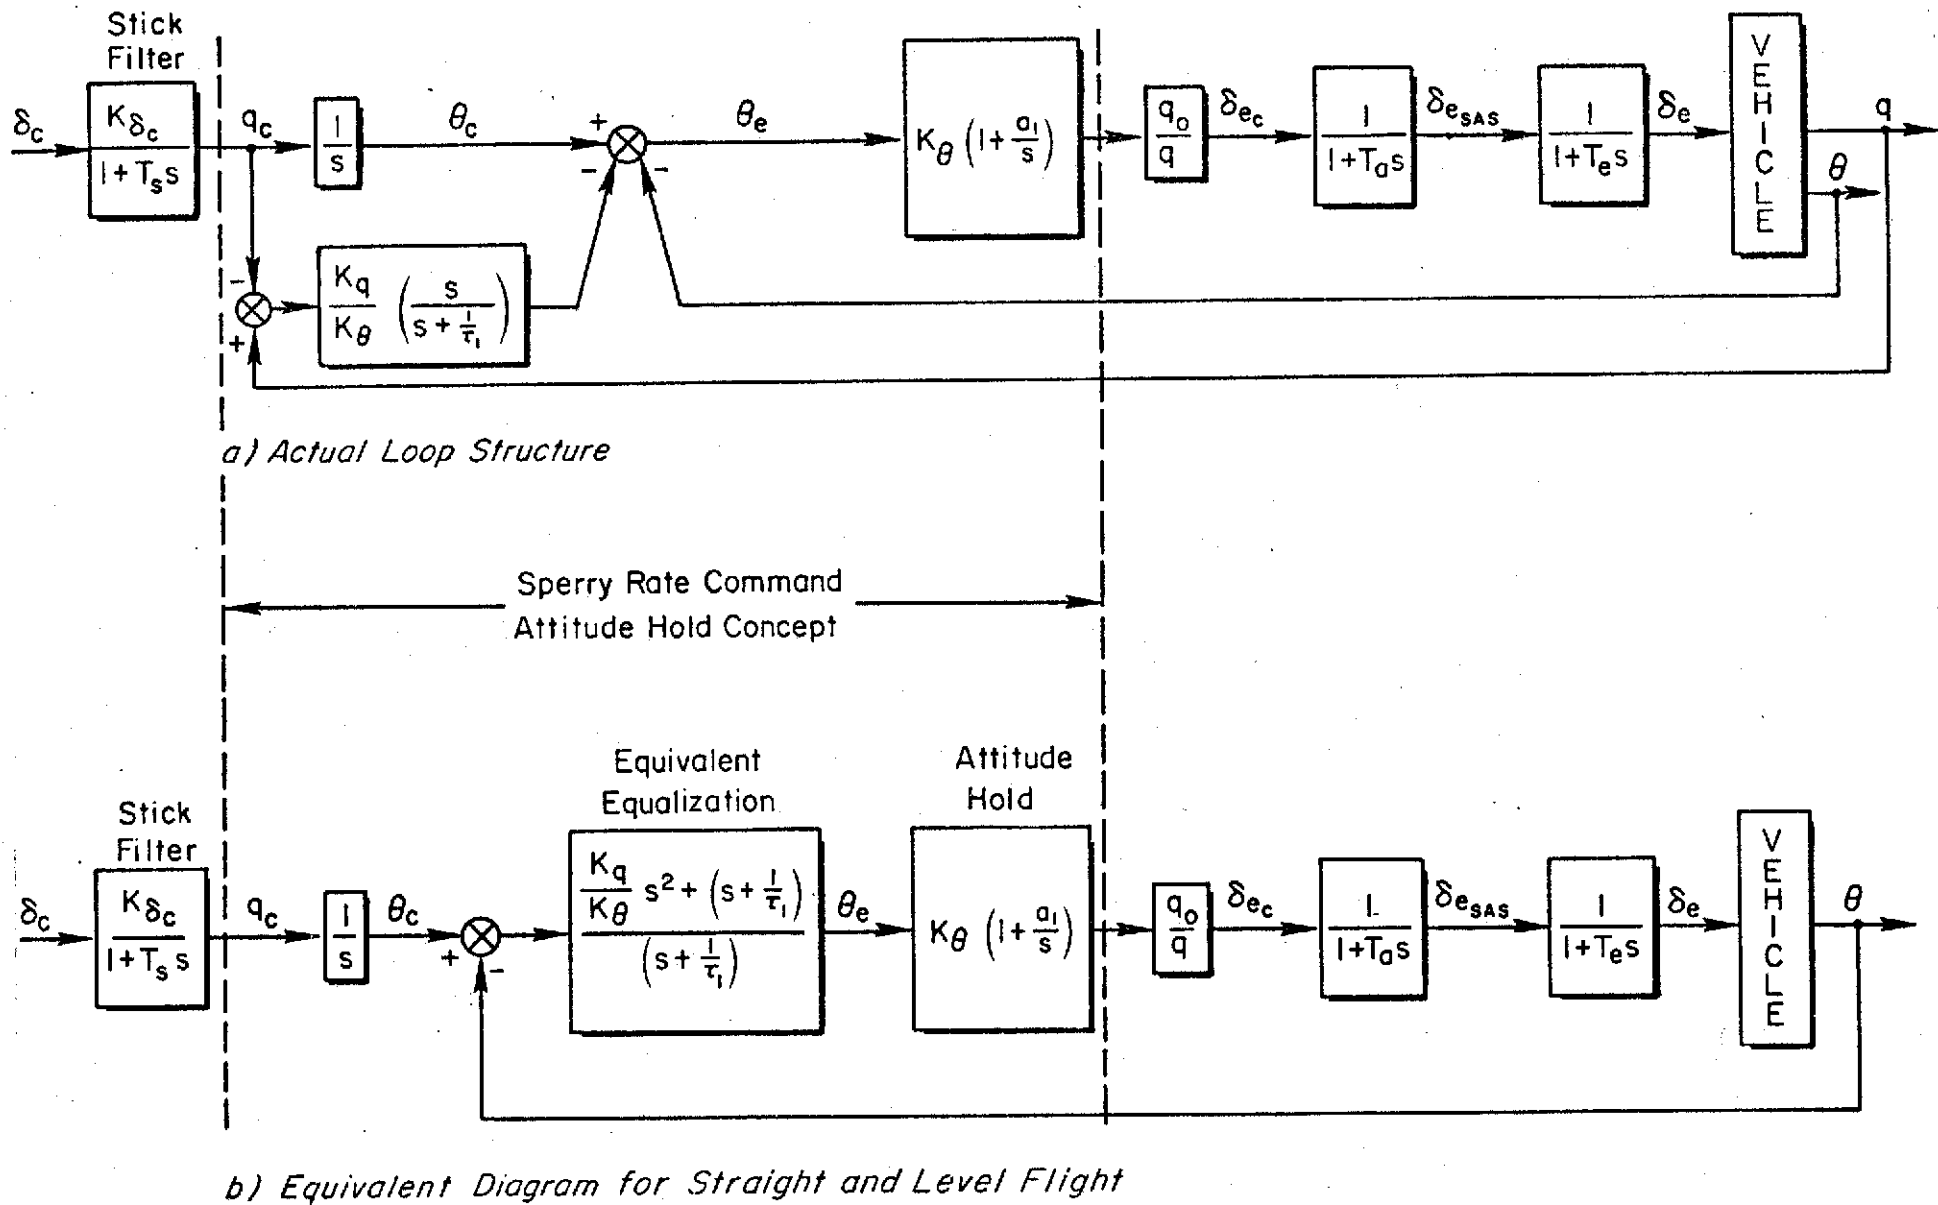 Stick
Filter
δc
Kδc
1+Tss
qc
1
s
θc
+
-
-
θe
Kθ (1+a1/s)
qo
q
δec
1
1+Tas
δeSAS
1
1+Tes
δe
VEHICLE
q
θ
-
+
Kq/Kθ (s/(s+1/τ1))
a) Actual Loop Structure
Sperry Rate Command
Attitude Hold Concept
Equivalent
Equalization
Attitude
Hold
Stick
Filter
δc
Kδc
1+Tss
qc
1
s
θc
+
-
Kq/Kθ s²+(s+1/τ1)
(s+1/τ1)
θe
Kθ (1+a1/s)
qo
q
δec
1
1+Tas
δeSAS
1
1+Tes
δe
VEHICLE
θ
b) Equivalent Diagram for Straight and Level Flight